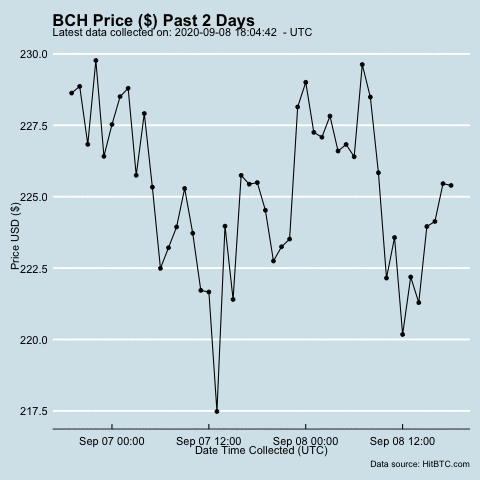 BCH Price ($) Past 2 Days
Latest data collected on: 2020-09-08 18:04:42  - UTC
230.0
227.5
225.0
222.5
220.0
217.5
Price USD ($)
Sep 07 00:00 Sep 07 12:00 Sep 08 00:00 Sep 08 12:00
Date Time Collected (UTC)
Data source: HitBTC.com